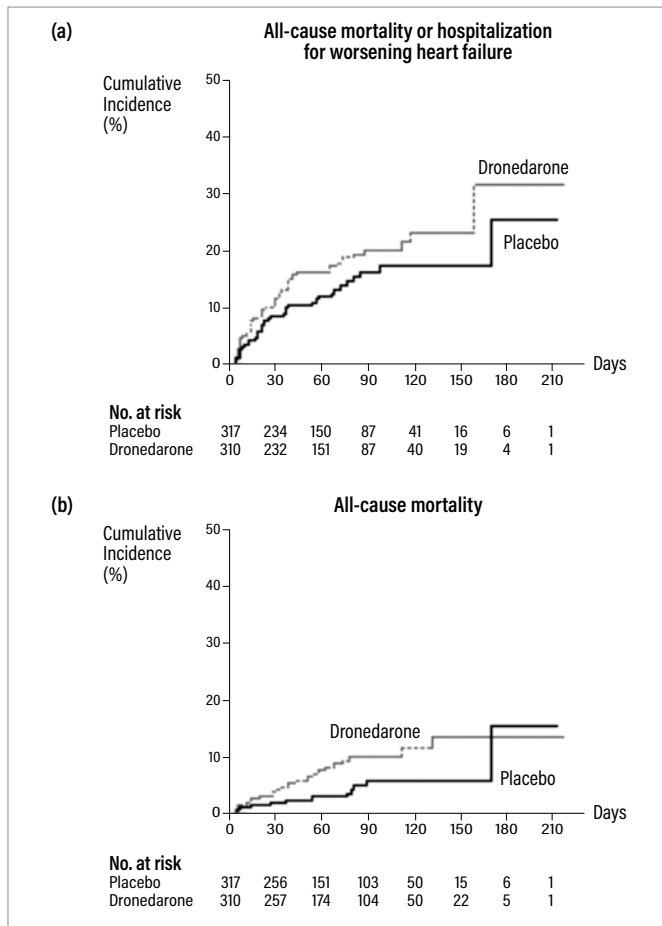 (a)
All-cause mortality or hospitalization
for worsening heart failure
Cumulative
Incidence
(%)
50
40
30
20
10
0
Dronedarone
Placebo
0 30 60 90 120 150 180 210 Days
No. at risk
Placebo 317 234 150 87 41 16 6 1
Dronedarone 310 232 151 87 40 19 4 1
(b)
All-cause mortality
Cumulative
Incidence
(%)
50
40
30
20
10
0
Dronedarone
Placebo
0 30 60 90 120 150 180 210 Days
No. at risk
Placebo 317 256 151 103 50 15 6 1
Dronedarone 310 257 174 104 50 22 5 1